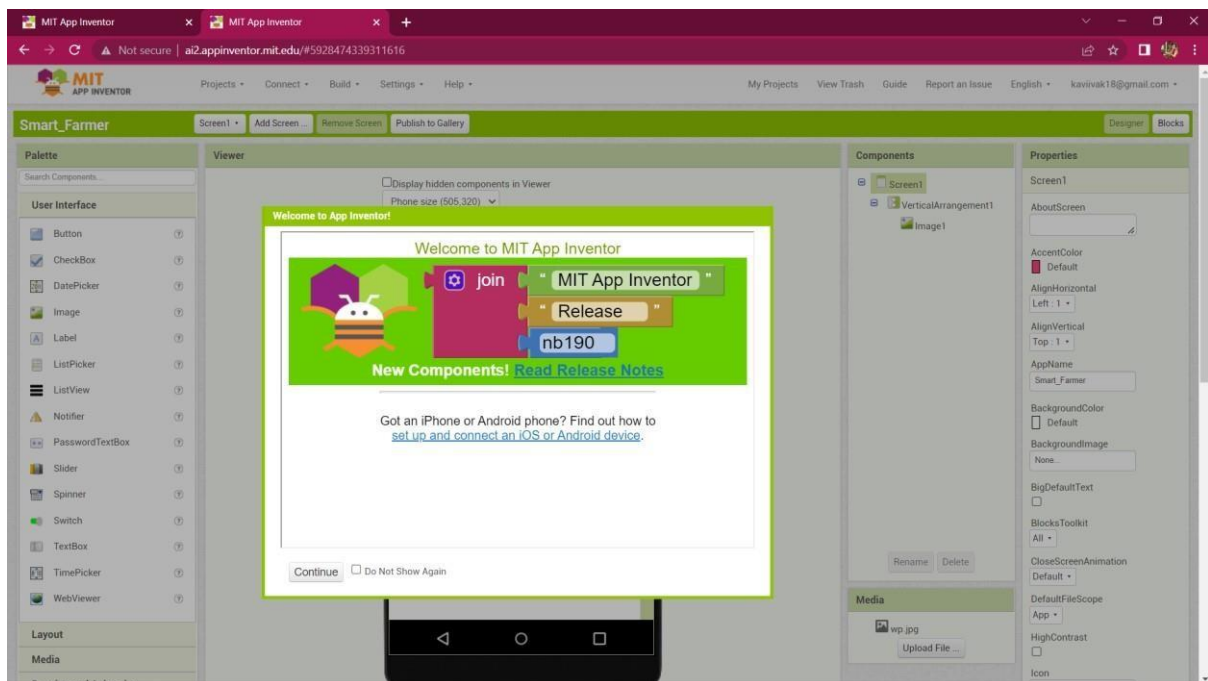 MIT App Inventor
MIT App Inventor
Not secure | ai2.appinventor.mit.edu/#5928474339311616
MIT
APP INVENTOR
Projects Connect Build Settings Help My Projects View Trash Guide Report an Issue English kaviivak18@gmail.com
Smart_Farmer Screen1 Add Screen ... Remove Screen Publish to Gallery Designer Blocks
Palette
Search Components...
User Interface
Button
CheckBox
DatePicker
Image
Label
ListPicker
ListView
Notifier
PasswordTextBox
Slider
Spinner
Switch
TextBox
TimePicker
WebViewer
Layout
Media
Viewer
Display hidden components in Viewer
Phone size (505,320)
Welcome to App Inventor!
Welcome to MIT App Inventor
join " MIT App Inventor "
" Release "
nb190
New Components! Read Release Notes
Got an iPhone or Android phone? Find out how to
set up and connect an iOS or Android device.
Continue Do Not Show Again
Components
Screen1
VerticalArrangement1
Image1
Rename Delete
Media
wp.jpg
Upload File ...
Properties
Screen1
AboutScreen
AccentColor
Default
AlignHorizontal
Left : 1
AlignVertical
Top : 1
AppName
Smart_Farmer
BackgroundColor
Default
BackgroundImage
None...
BigDefaultText
BlocksToolkit
All
CloseScreenAnimation
Default
DefaultFileScope
App
HighContrast
Icon